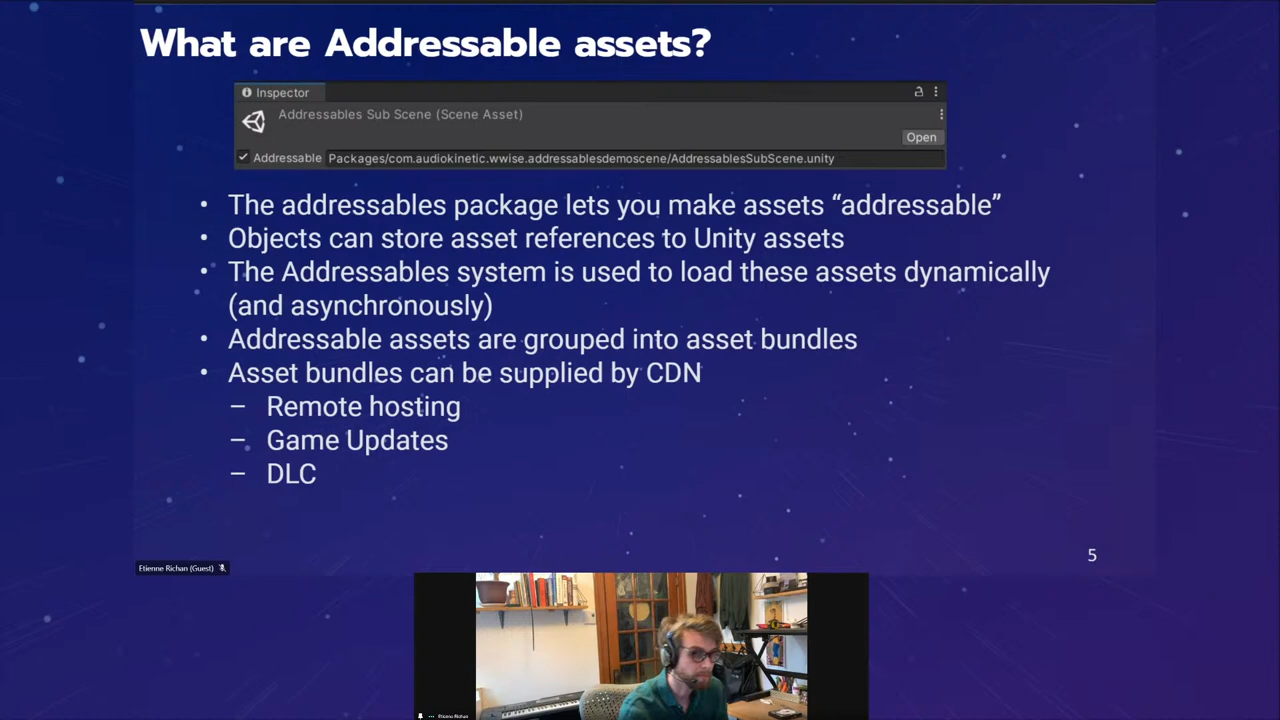 What are Addressable assets?
Inspector
Addressables Sub Scene (Scene Asset)
Open
Addressable Packages/com.audiokinetic.wwise.addressablesdemoscene/AddressablesSubScene.unity
• The addressables package lets you make assets “addressable”
• Objects can store asset references to Unity assets
• The Addressables system is used to load these assets dynamically
(and asynchronously)
• Addressable assets are grouped into asset bundles
• Asset bundles can be supplied by CDN
– Remote hosting
– Game Updates
– DLC
5
Etienne Richan (Guest)
Etienne Richan